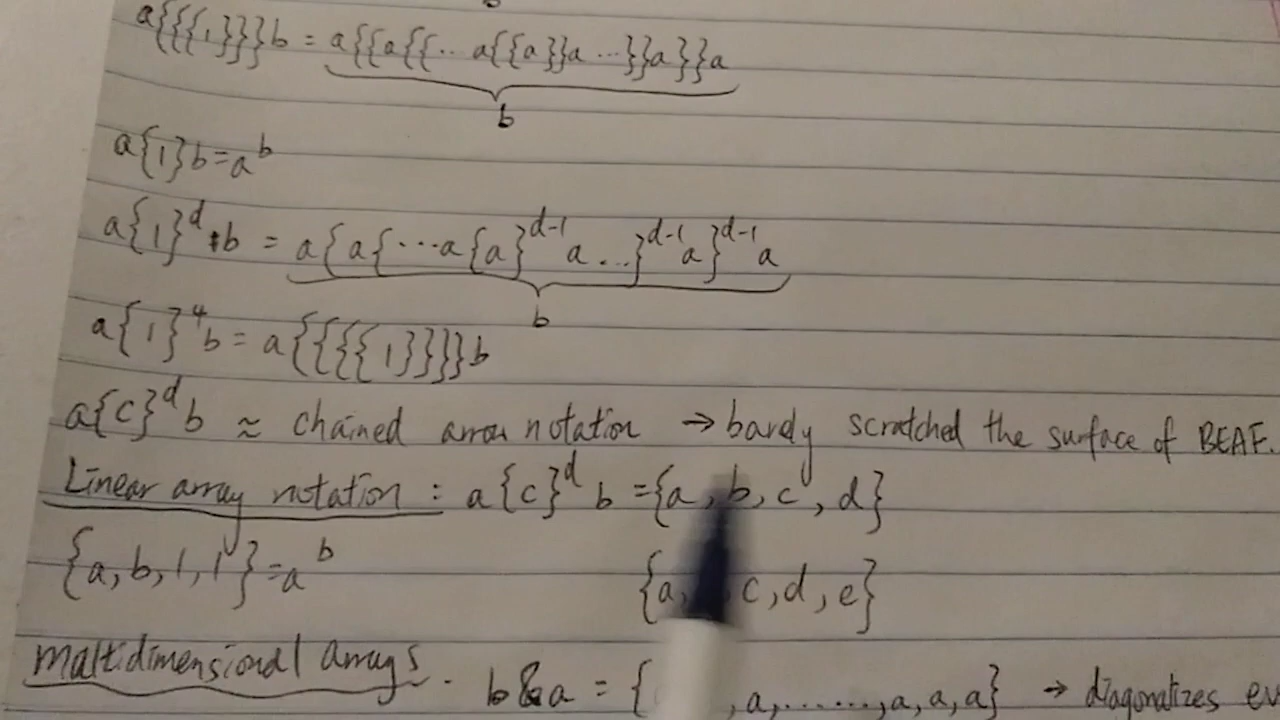 a{{{1}}}b = a{{a{{... a{{a}}a ...}}a}}a
b
a{1}b=a^b
a{1}^d b = a{a{...a{a}^d-1 a ...}^d-1 a}^d-1 a
b
a{1}^4 b = a{{{{1}}}}b
a{c}^d b ≈ chained arrow notation → barely scratched the surface of BEAF.
Linear array notation : a{c}^d b = {a, b, c, d}
{a, b, 1, 1} = a^b {a, c, d, e}
multidimensional arrays . b&a = { , a, ......., a, a, a} → diagonalizes